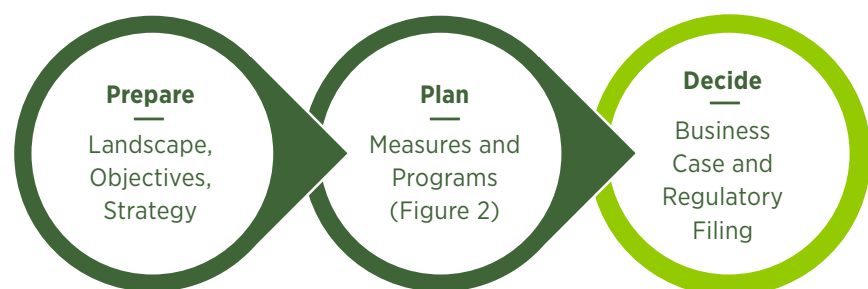 Prepare
Landscape,
Objectives,
Strategy
Plan
Measures and
Programs
(Figure 2)
Decide
Business
Case and
Regulatory
Filing